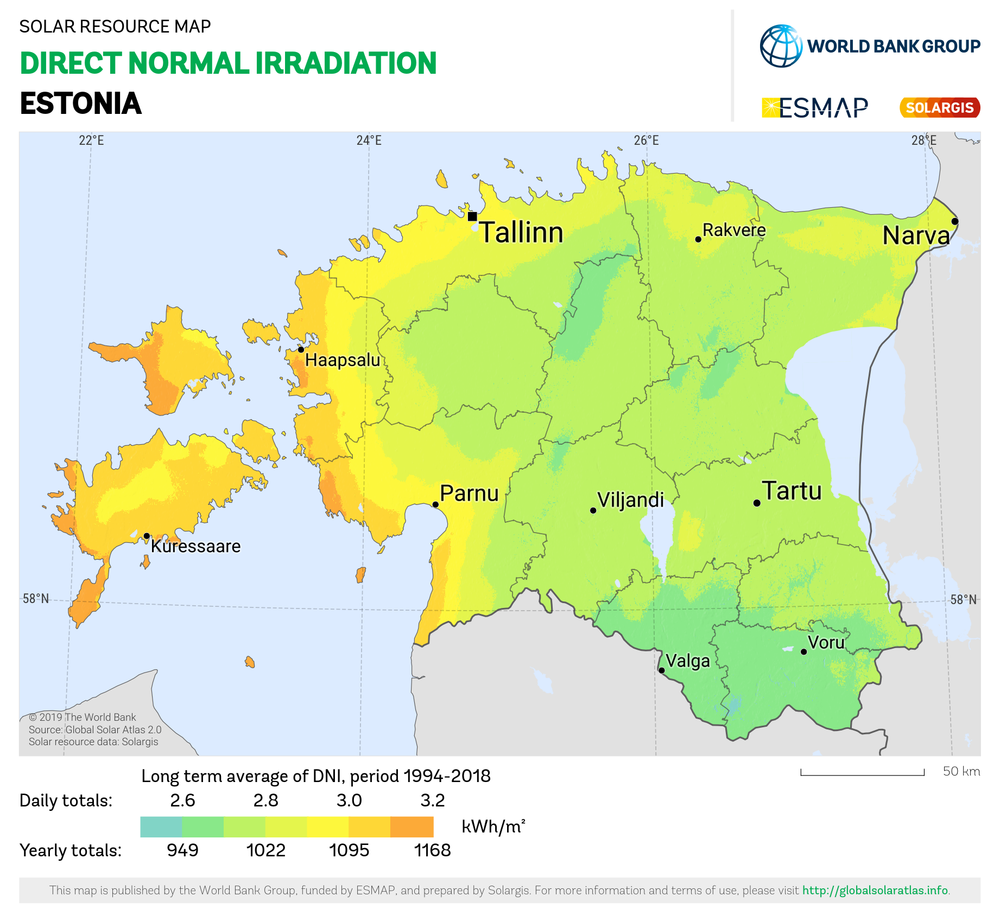 SOLAR RESOURCE MAP
DIRECT NORMAL IRRADIATION
ESTONIA
WORLD BANK GROUP
ESMAP
SOLARGIS
22°E
24°E
26°E
28°E
Tallinn
Rakvere
Narva
Haapsalu
Parnu
Viljandi
Tartu
Kuressaare
58°N
58°N
Voru
Valga
© 2019 The World Bank
Source: Global Solar Atlas 2.0
Solar resource data: Solargis
50 km
Long term average of DNI, period 1994-2018
Daily totals: 2.6 2.8 3.0 3.2
kWh/m²
Yearly totals: 949 1022 1095 1168
This map is published by the World Bank Group, funded by ESMAP, and prepared by Solargis. For more information and terms of use, please visit http://globalsolaratlas.info.